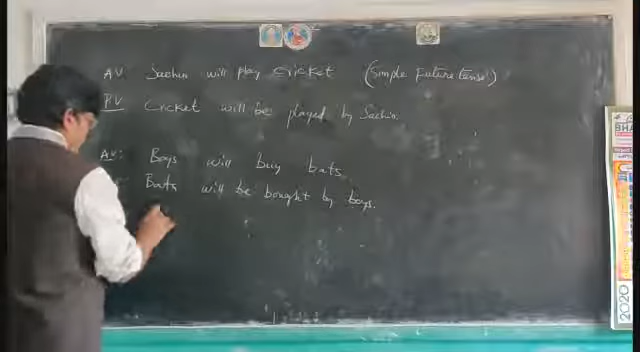 AV: Sachin will play Cricket (Simple Future tense)
PV Cricket will be played by Sachin.
AV: Boys will buy bats.
Bats will be bought by boys.
2020